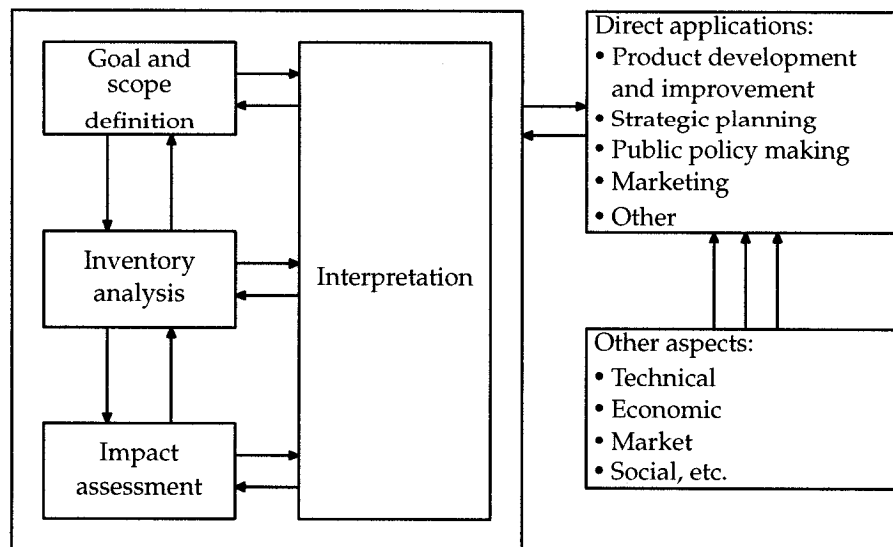 Goal and
scope
definition
Inventory
analysis
Impact
assessment
Interpretation
Direct applications:
• Product development
and improvement
• Strategic planning
• Public policy making
• Marketing
• Other
Other aspects:
• Technical
• Economic
• Market
• Social, etc.